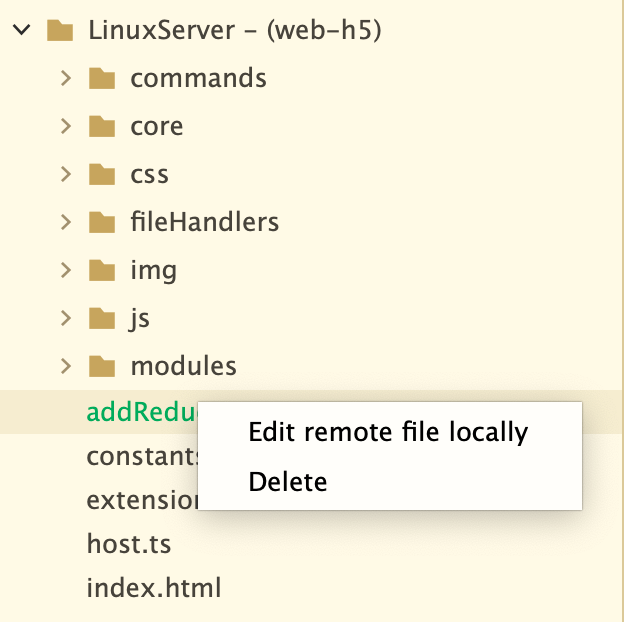 LinuxServer – (web-h5)
commands
core
css
fileHandlers
img
js
modules
Edit remote file locally
Delete
host.ts
index.html